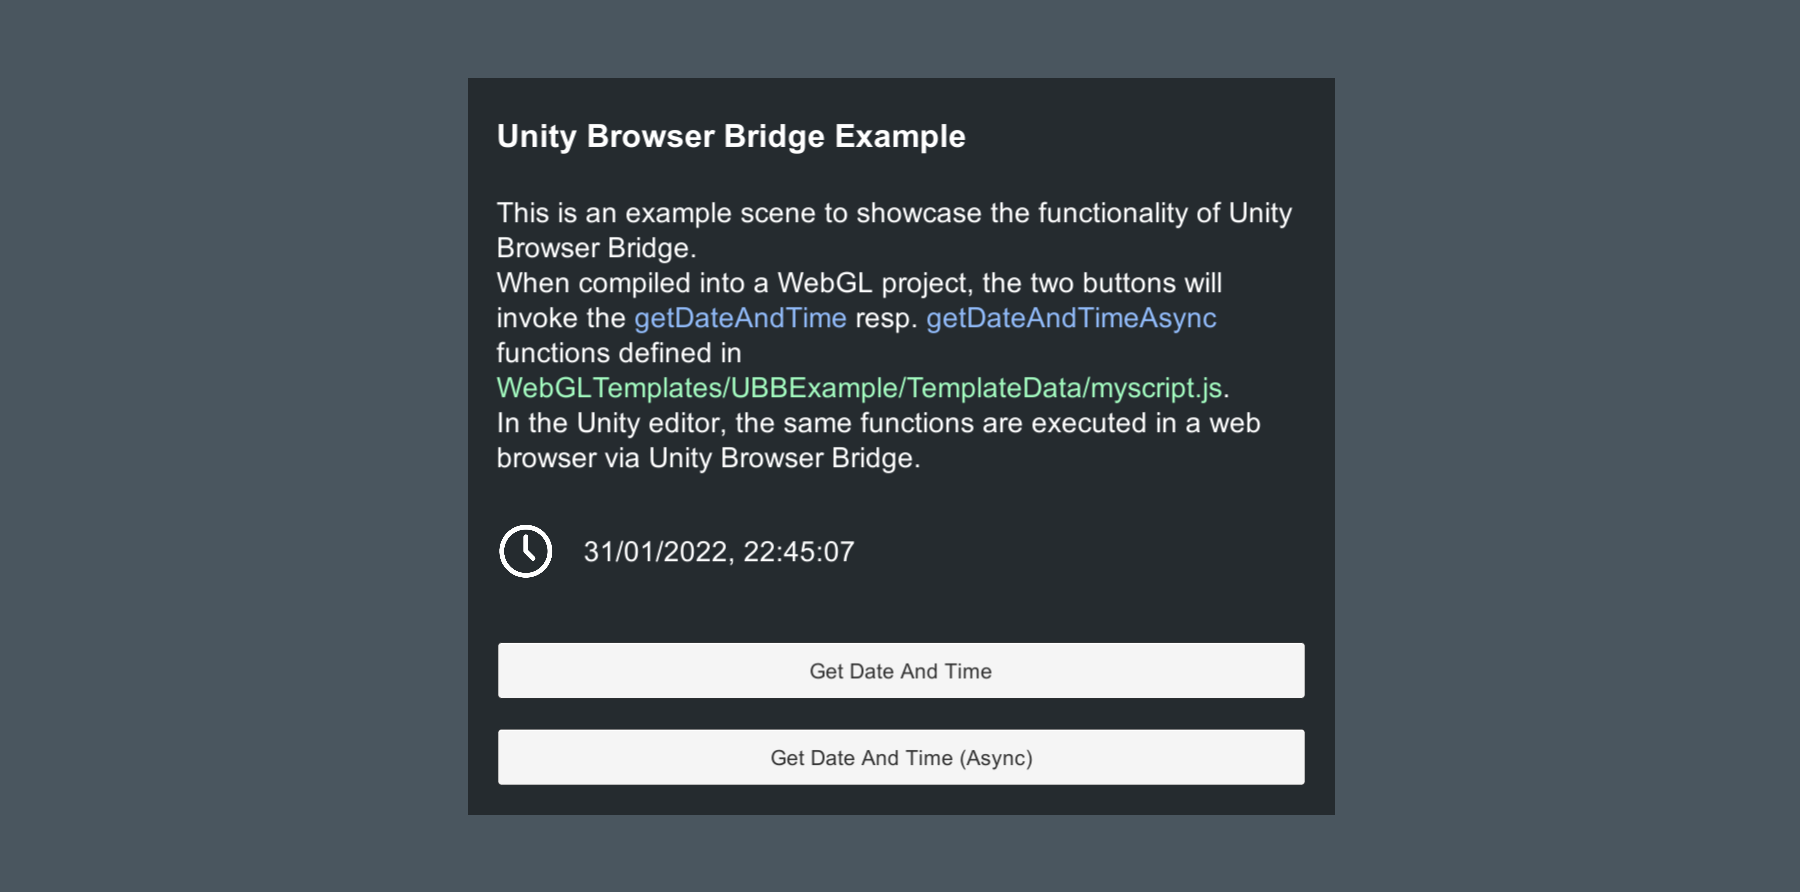 Unity Browser Bridge Example
This is an example scene to showcase the functionality of Unity
Browser Bridge.
When compiled into a WebGL project, the two buttons will
invoke the getDateAndTime resp. getDateAndTimeAsync
functions defined in
WebGLTemplates/UBBExample/TemplateData/myscript.js.
In the Unity editor, the same functions are executed in a web
browser via Unity Browser Bridge.
31/01/2022, 22:45:07
Get Date And Time
Get Date And Time (Async)